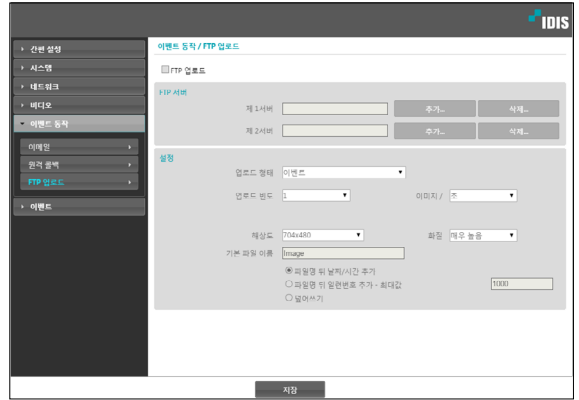 IDIS
간편 설정
시스템
네트워크
비디오
이벤트 동작
이메일
원격 콜백
FTP 업로드
이벤트
이벤트 동작 / FTP 업로드
FTP 업로드
FTP 서버
제 1서버 추가... 삭제...
제 2서버 추가... 삭제...
설정
업로드 형태 이벤트
업로드 빈도 1 이미지 / 초
해상도 704x480 화질 매우 높음
기본 파일 이름 Image
파일명 뒤 날짜/시간 추가
파일명 뒤 일련번호 추가 - 최대값 1000
덮어쓰기
저장